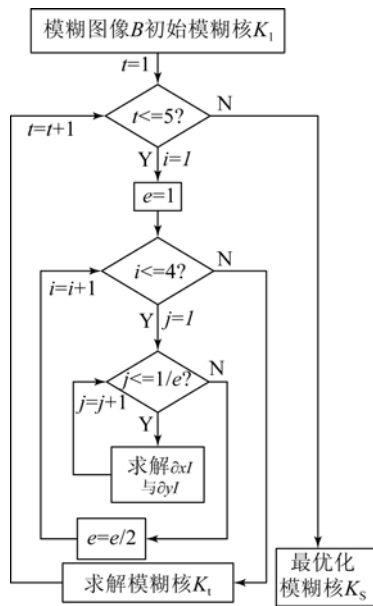 模糊图像B初始模糊核K₁
t=1
t<=5?
N
t=t+1
Y
i=1
e=1
i<=4?
N
i=i+1
Y
j=1
j<=1/e?
N
j=j+1
Y
求解∂xI
与∂yI
e=e/2
求解模糊核Kₜ
最优化
模糊核Kₛ